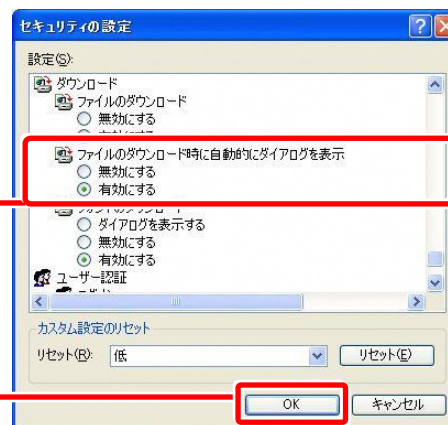 セキュリティの設定
設定(S):
ダウンロード
ファイルのダウンロード
無効にする
ファイルのダウンロード時に自動的にダイアログを表示
無効にする
有効にする
ダイアログを表示する
無効にする
有効にする
ユーザー認証
カスタム設定のリセット
リセット(R):
低
リセット(E)
OK
キャンセル